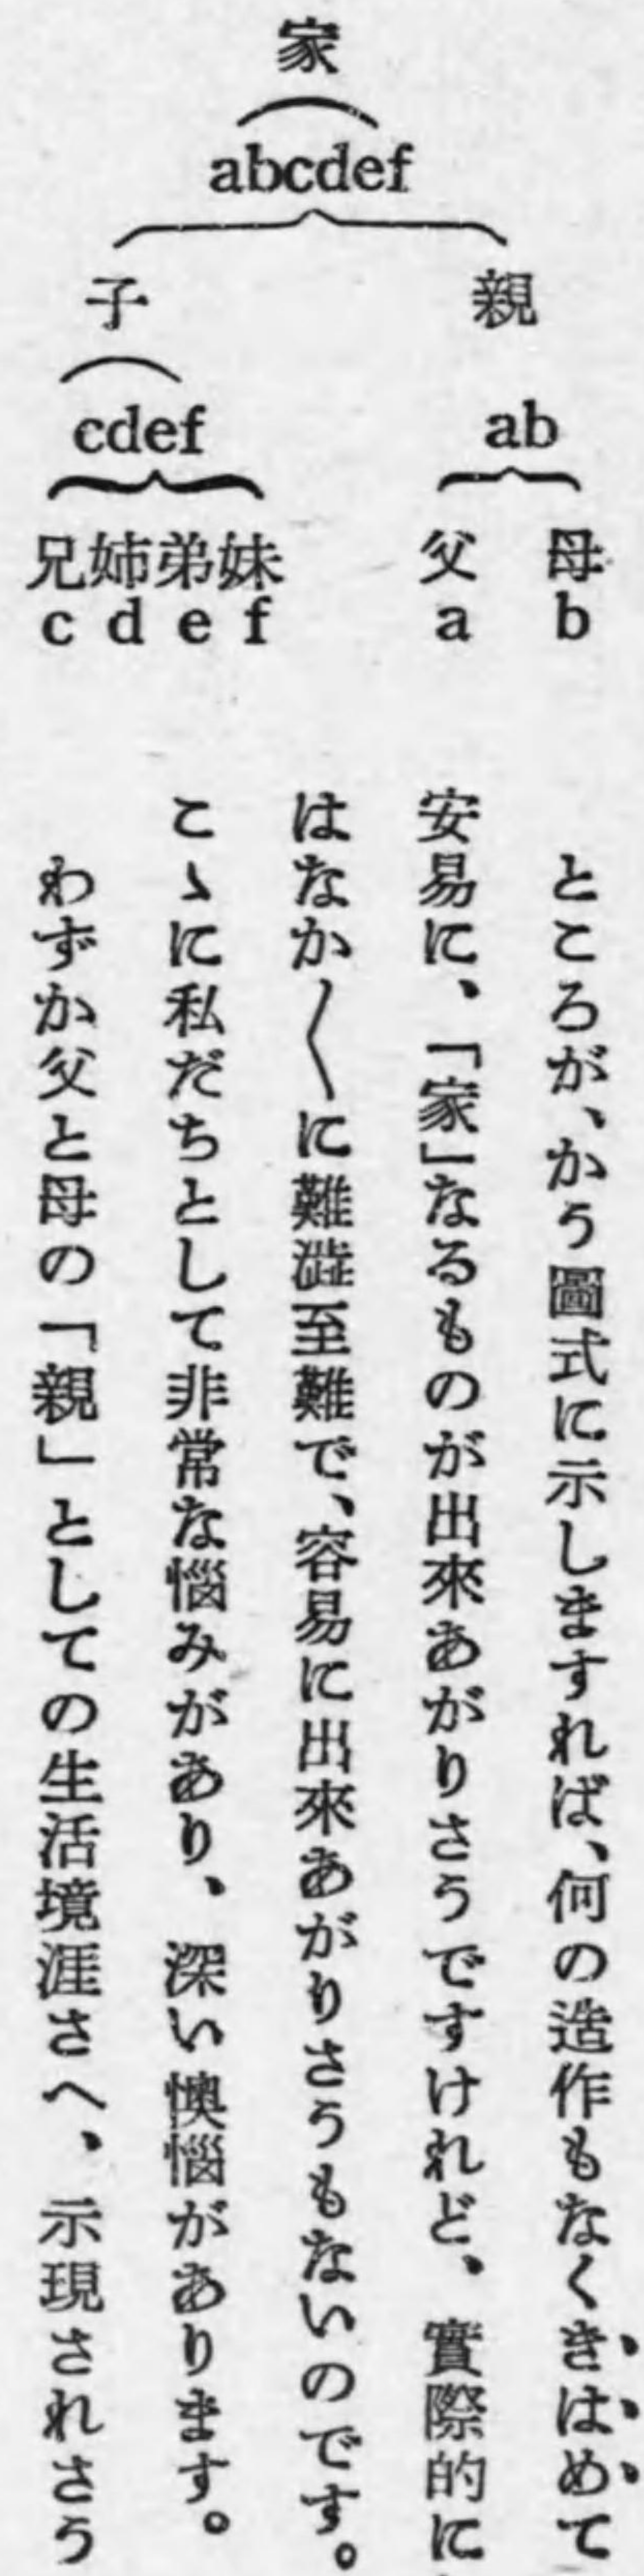 家
abcdef
子 親
cdef ab
兄姉弟妹 父 母
c d e f a b
ところが、かう圖式に示しますれば、何の造作もなくきはめて
安易に、「家」なるものが出來あがりさうですけれど、實際的に
はなか〱に難澁至難で、容易に出來あがりさうもないのです。
こゝに私だちとして非常な惱みがあり、深い懊惱があります。
わずか父と母の「親」としての生活境涯さへ、示現されさう